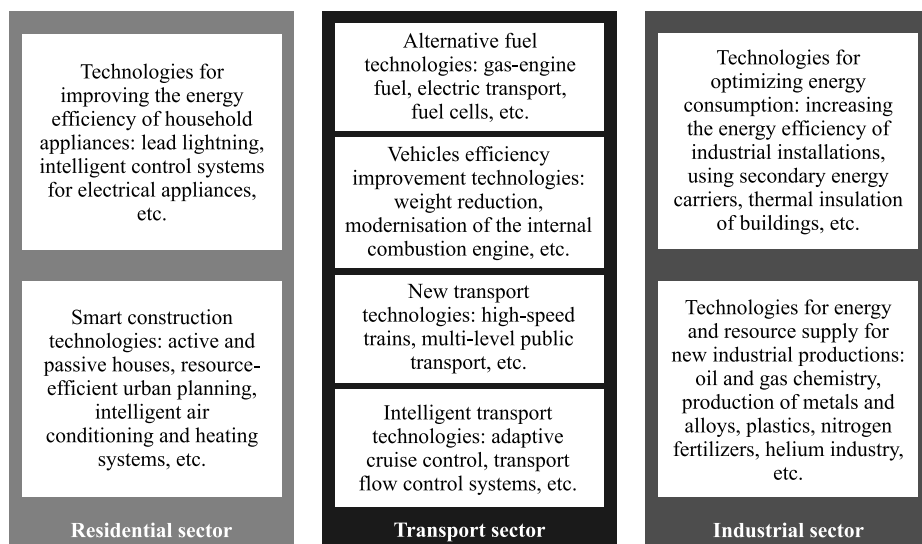 Technologies for
improving the energy
efficiency of household
appliances: lead lightning,
intelligent control systems
for electrical appliances,
etc.
Smart construction
technologies: active and
passive houses, resource-
efficient urban planning,
intelligent air
conditioning and heating
systems, etc.
Residential sector
Alternative fuel
technologies: gas-engine
fuel, electric transport,
fuel cells, etc.
Vehicles efficiency
improvement technologies:
weight reduction,
modernisation of the internal
combustion engine, etc.
New transport
technologies: high-speed
trains, multi-level public
transport, etc.
Intelligent transport
technologies: adaptive
cruise control, transport
flow control systems, etc.
Transport sector
Technologies for
optimizing energy
consumption: increasing
the energy efficiency of
industrial installations,
using secondary energy
carriers, thermal insulation
of buildings, etc.
Technologies for energy
and resource supply for
new industrial productions:
oil and gas chemistry,
production of metals and
alloys, plastics, nitrogen
fertilizers, helium industry,
etc.
Industrial sector